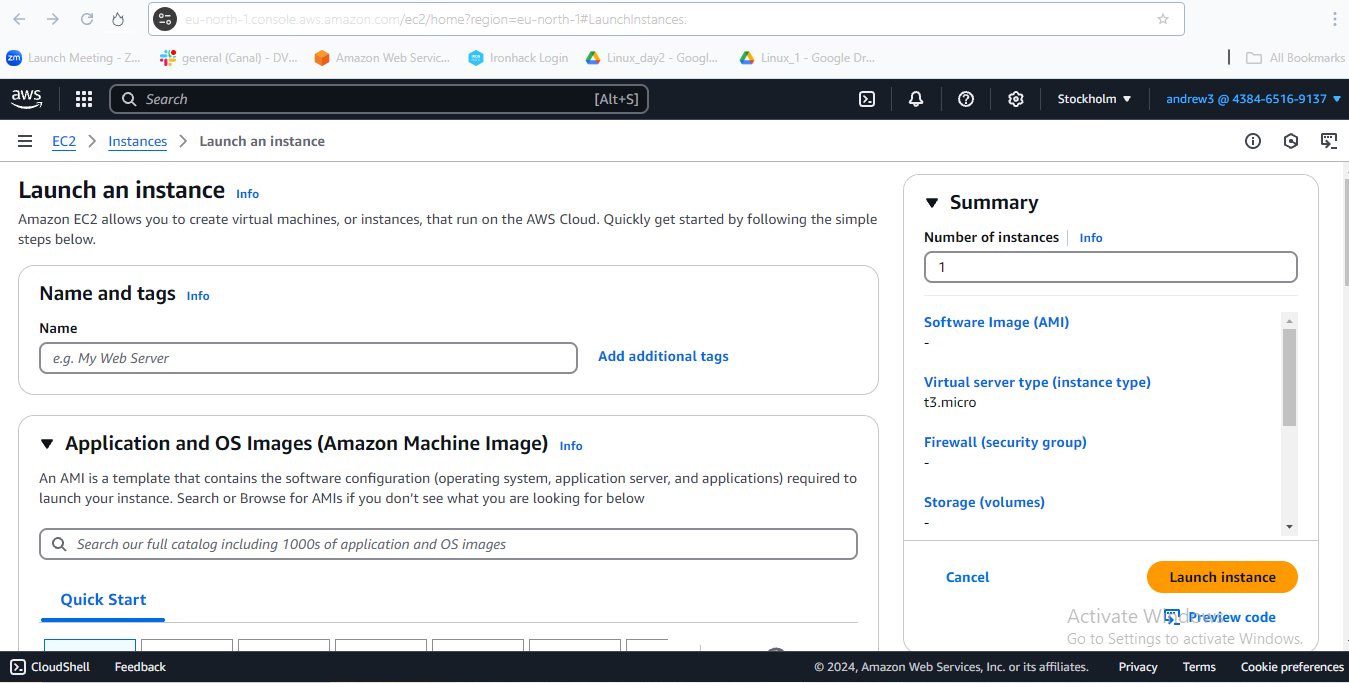 eu-north-1.console.aws.amazon.com/ec2/home?region=eu-north-1#LaunchInstances:
zm Launch Meeting - Z... general (Canal) - DV... Amazon Web Servic... Ironhack Login Linux_day2 - Googl... Linux_1 - Google Dr... All Bookmarks
aws Search [Alt+S] Stockholm andrew3 @ 4384-6516-9137
EC2 Instances Launch an instance
Launch an instance Info
Amazon EC2 allows you to create virtual machines, or instances, that run on the AWS Cloud. Quickly get started by following the simple
steps below.
Name and tags Info
Name
e.g. My Web Server Add additional tags
Application and OS Images (Amazon Machine Image) Info
An AMI is a template that contains the software configuration (operating system, application server, and applications) required to
launch your instance. Search or Browse for AMIs if you don’t see what you are looking for below
Search our full catalog including 1000s of application and OS images
Quick Start
Summary
Number of instances Info
1
Software Image (AMI)
-
Virtual server type (instance type)
t3.micro
Firewall (security group)
-
Storage (volumes)
-
Cancel Launch instance
Preview code
Activate Windows
Go to Settings to activate Windows.
CloudShell Feedback © 2024, Amazon Web Services, Inc. or its affiliates. Privacy Terms Cookie preferences